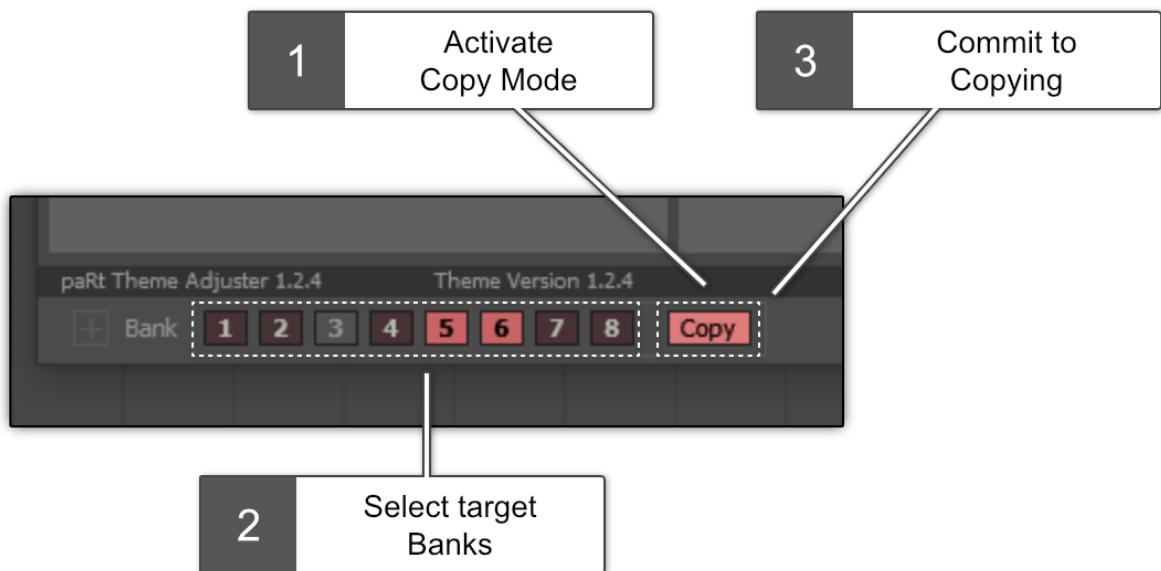 1
Activate
Copy Mode
3
Commit to
Copying
paRt Theme Adjuster 1.2.4
Theme Version 1.2.4
Bank 1 2 3 4 5 6 7 8 Copy
2
Select target
Banks